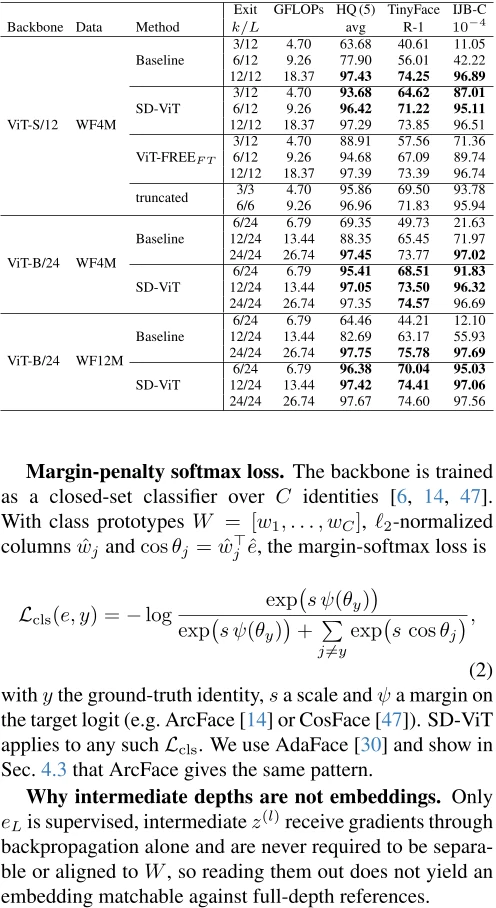 Exit GFLOPs HQ (5) TinyFace IJB-C
Backbone Data Method k/L avg R-1 10⁻⁴
3/12 4.70 63.68 40.61 11.05
Baseline 6/12 9.26 77.90 56.01 42.22
12/12 18.37 97.43 74.25 96.89
3/12 4.70 93.68 64.62 87.01
SD-ViT 6/12 9.26 96.42 71.22 95.11
ViT-S/12 WF4M 12/12 18.37 97.29 73.85 96.51
3/12 4.70 88.91 57.56 71.36
ViT-FREE_FT 6/12 9.26 94.68 67.09 89.74
12/12 18.37 97.39 73.39 96.74
truncated 3/3 4.70 95.86 69.50 93.78
6/6 9.26 96.96 71.83 95.94
6/24 6.79 69.35 49.73 21.63
Baseline 12/24 13.44 88.35 65.45 71.97
ViT-B/24 WF4M 24/24 26.74 97.45 73.77 97.02
6/24 6.79 95.41 68.51 91.83
SD-ViT 12/24 13.44 97.05 73.50 96.32
24/24 26.74 97.35 74.57 96.69
6/24 6.79 64.46 44.21 12.10
Baseline 12/24 13.44 82.69 63.17 55.93
ViT-B/24 WF12M 24/24 26.74 97.75 75.78 97.69
6/24 6.79 96.38 70.04 95.03
SD-ViT 12/24 13.44 97.42 74.41 97.06
24/24 26.74 97.67 74.60 97.56
Margin-penalty softmax loss. The backbone is trained
as a closed-set classifier over C identities [6, 14, 47].
With class prototypes W = [w₁, . . . , w_C], ℓ₂-normalized
columns ŵⱼ and cos θⱼ = ŵⱼ⊤ê, the margin-softmax loss is
L_cls(e, y) = − log exp(s ψ(θ_y)) / (exp(s ψ(θ_y)) + ∑_{j≠y} exp(s cos θⱼ)),
(2)
with y the ground-truth identity, s a scale and ψ a margin on
the target logit (e.g. ArcFace [14] or CosFace [47]). SD-ViT
applies to any such L_cls. We use AdaFace [30] and show in
Sec. 4.3 that ArcFace gives the same pattern.
Why intermediate depths are not embeddings. Only
e_L is supervised, intermediate z⁽ˡ⁾ receive gradients through
backpropagation alone and are never required to be separa-
ble or aligned to W, so reading them out does not yield an
embedding matchable against full-depth references.